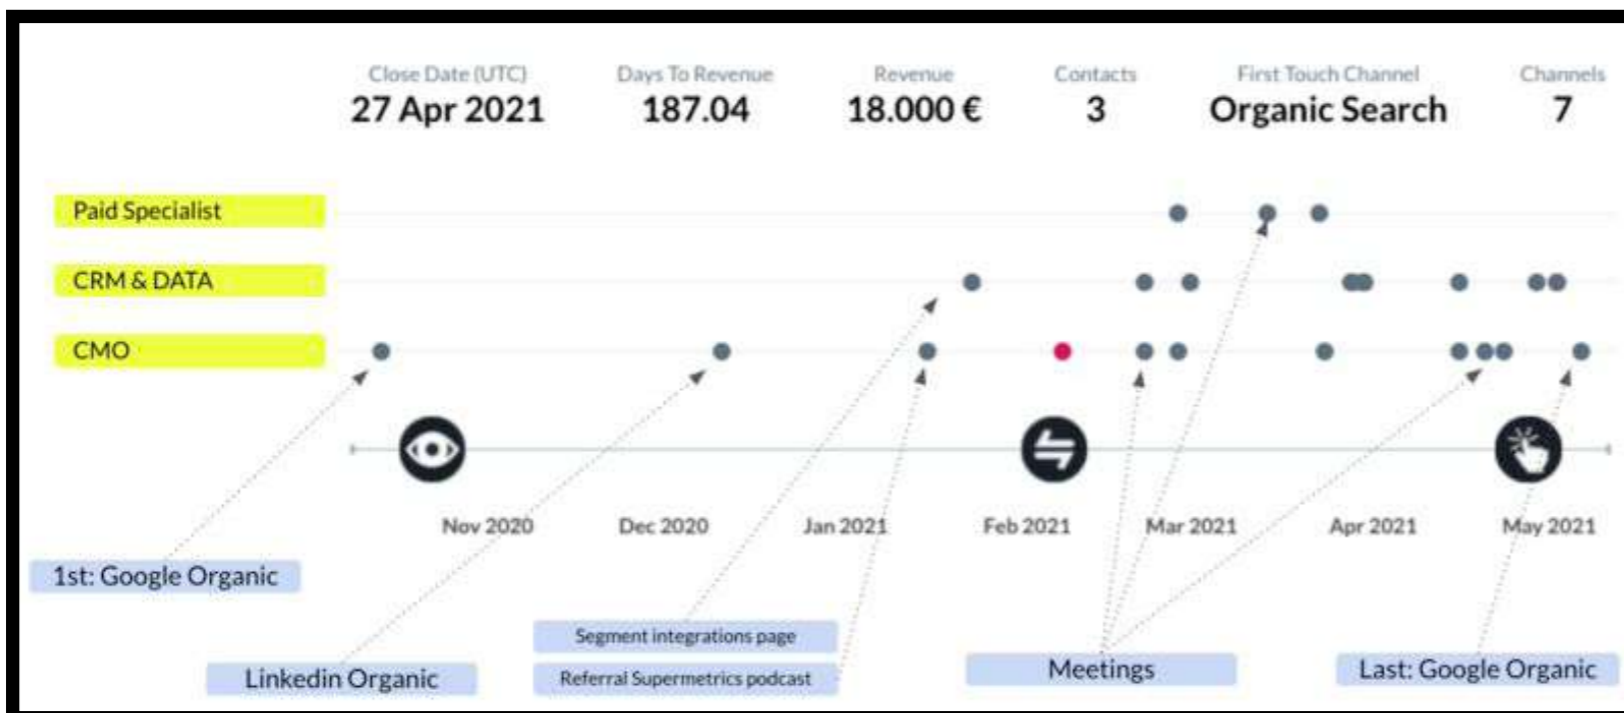 Close Date (UTC)
27 Apr 2021
Days To Revenue
187.04
Revenue
18.000 €
Contacts
3
First Touch Channel
Organic Search
Channels
7
Paid Specialist
CRM & DATA
CMO
Nov 2020
Dec 2020
Jan 2021
Feb 2021
Mar 2021
Apr 2021
May 2021
1st: Google Organic
Linkedin Organic
Segment integrations page
Referral Supermetrics podcast
Meetings
Last: Google Organic